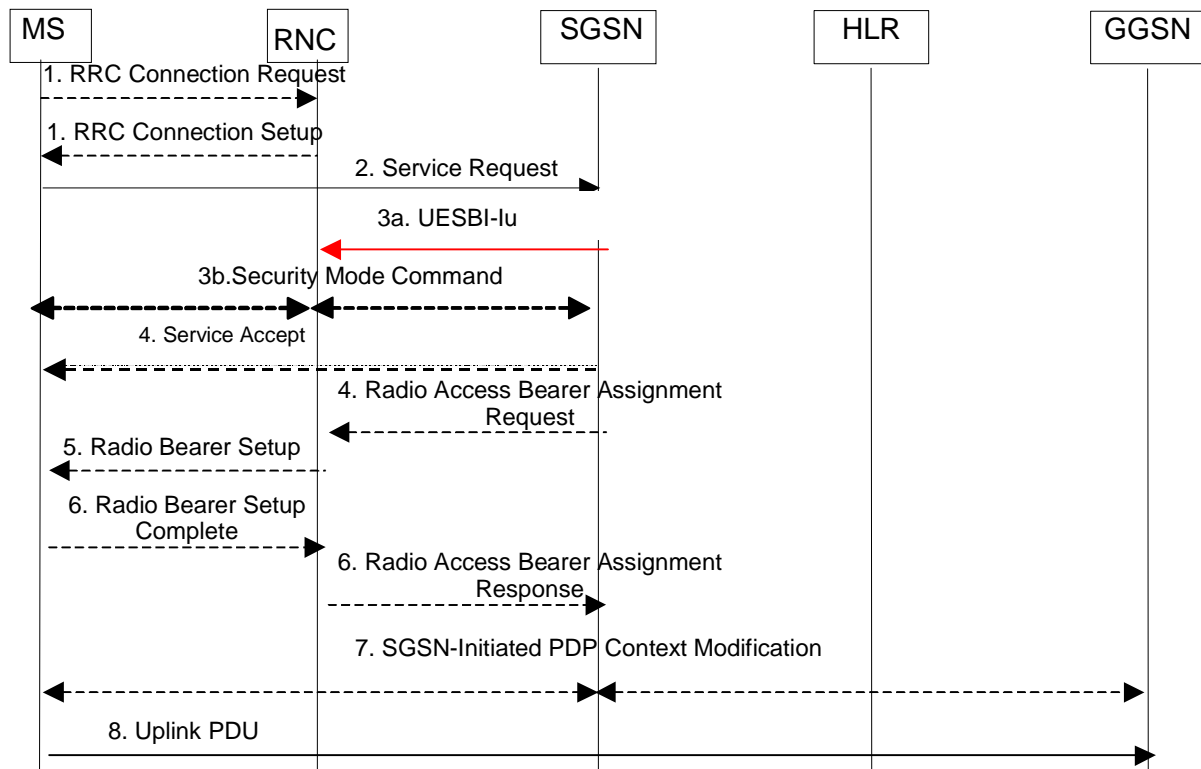 MS
RNC
SGSN
HLR
GGSN
1. RRC Connection Request
1. RRC Connection Setup
2. Service Request
3a. UESBI-Iu
3b.Security Mode Command
4. Service Accept
4. Radio Access Bearer Assignment
Request
5. Radio Bearer Setup
6. Radio Bearer Setup
Complete
6. Radio Access Bearer Assignment
Response
7. SGSN-Initiated PDP Context Modification
8. Uplink PDU